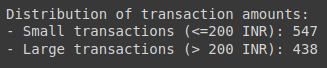 Distribution of transaction amounts:
- Small transactions (<=200 INR): 547
- Large transactions (> 200 INR): 438